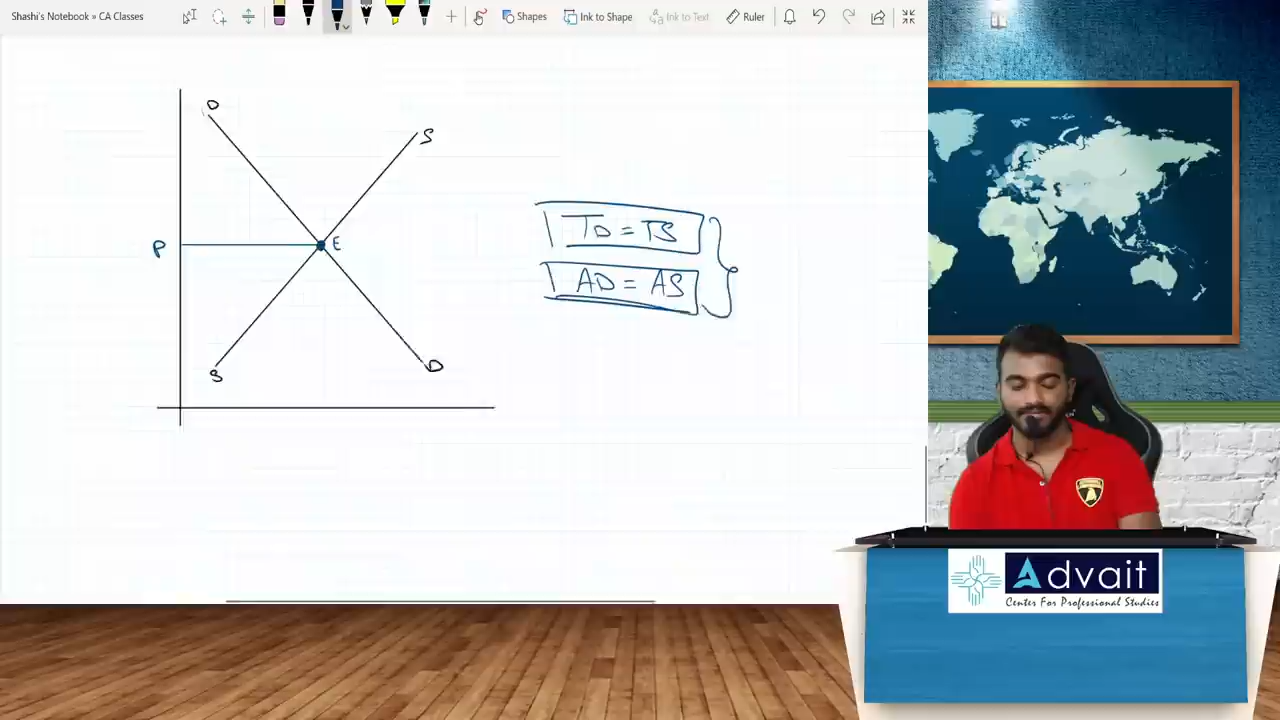 Shashi's Notebook » CA Classes
Shapes
Ink to Shape
Ink to Text
Ruler
D
S
P
E
S
D
TD = TS
AD = AS
Advait
Center For Professional Studies